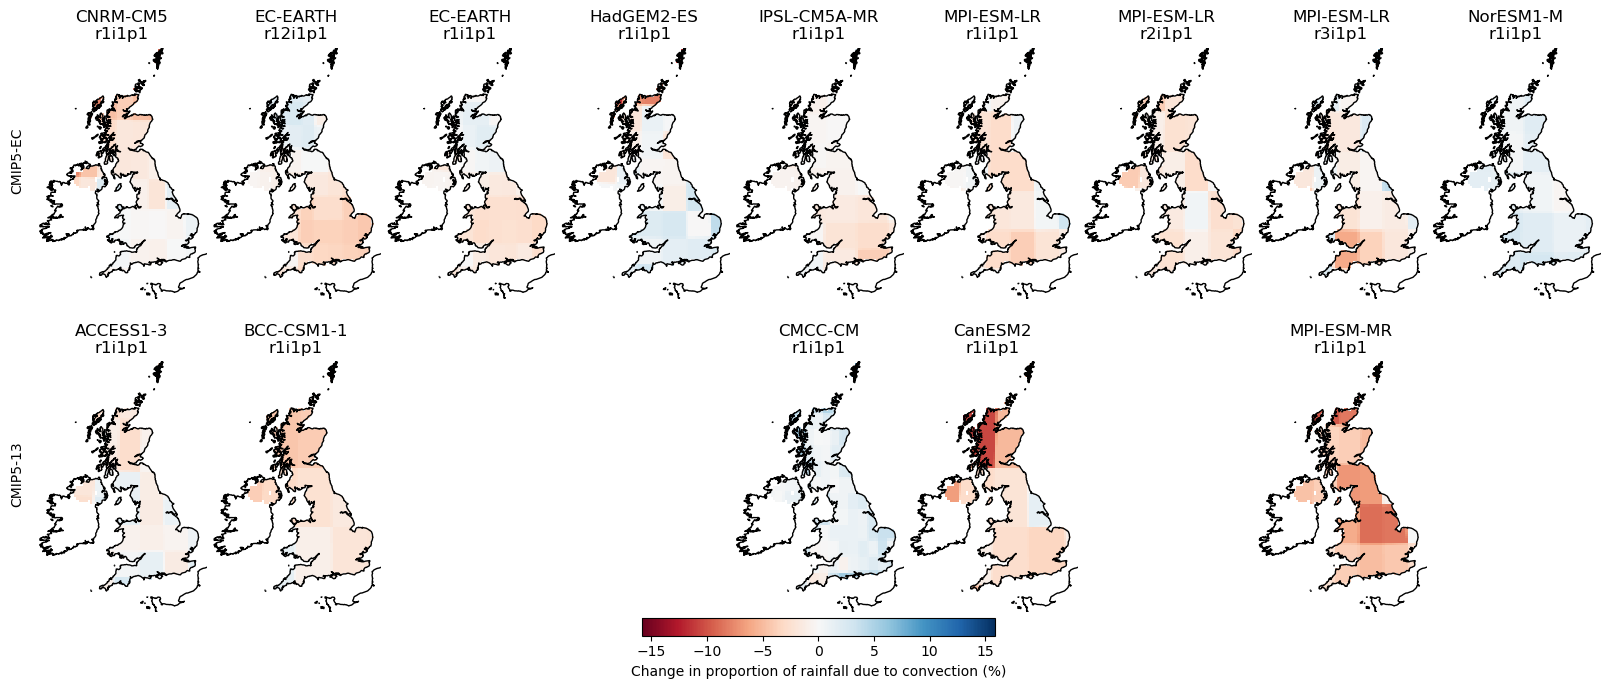 CNRM-CM5
r1i1p1
EC-EARTH
r12i1p1
EC-EARTH
r1i1p1
HadGEM2-ES
r1i1p1
IPSL-CM5A-MR
r1i1p1
MPI-ESM-LR
r1i1p1
MPI-ESM-LR
r2i1p1
MPI-ESM-LR
r3i1p1
NorESM1-M
r1i1p1
CMIP5-EC
ACCESS1-3
r1i1p1
BCC-CSM1-1
r1i1p1
CMCC-CM
r1i1p1
CanESM2
r1i1p1
MPI-ESM-MR
r1i1p1
CMIP5-13
−15 −10 −5 0 5 10 15
Change in proportion of rainfall due to convection (%)